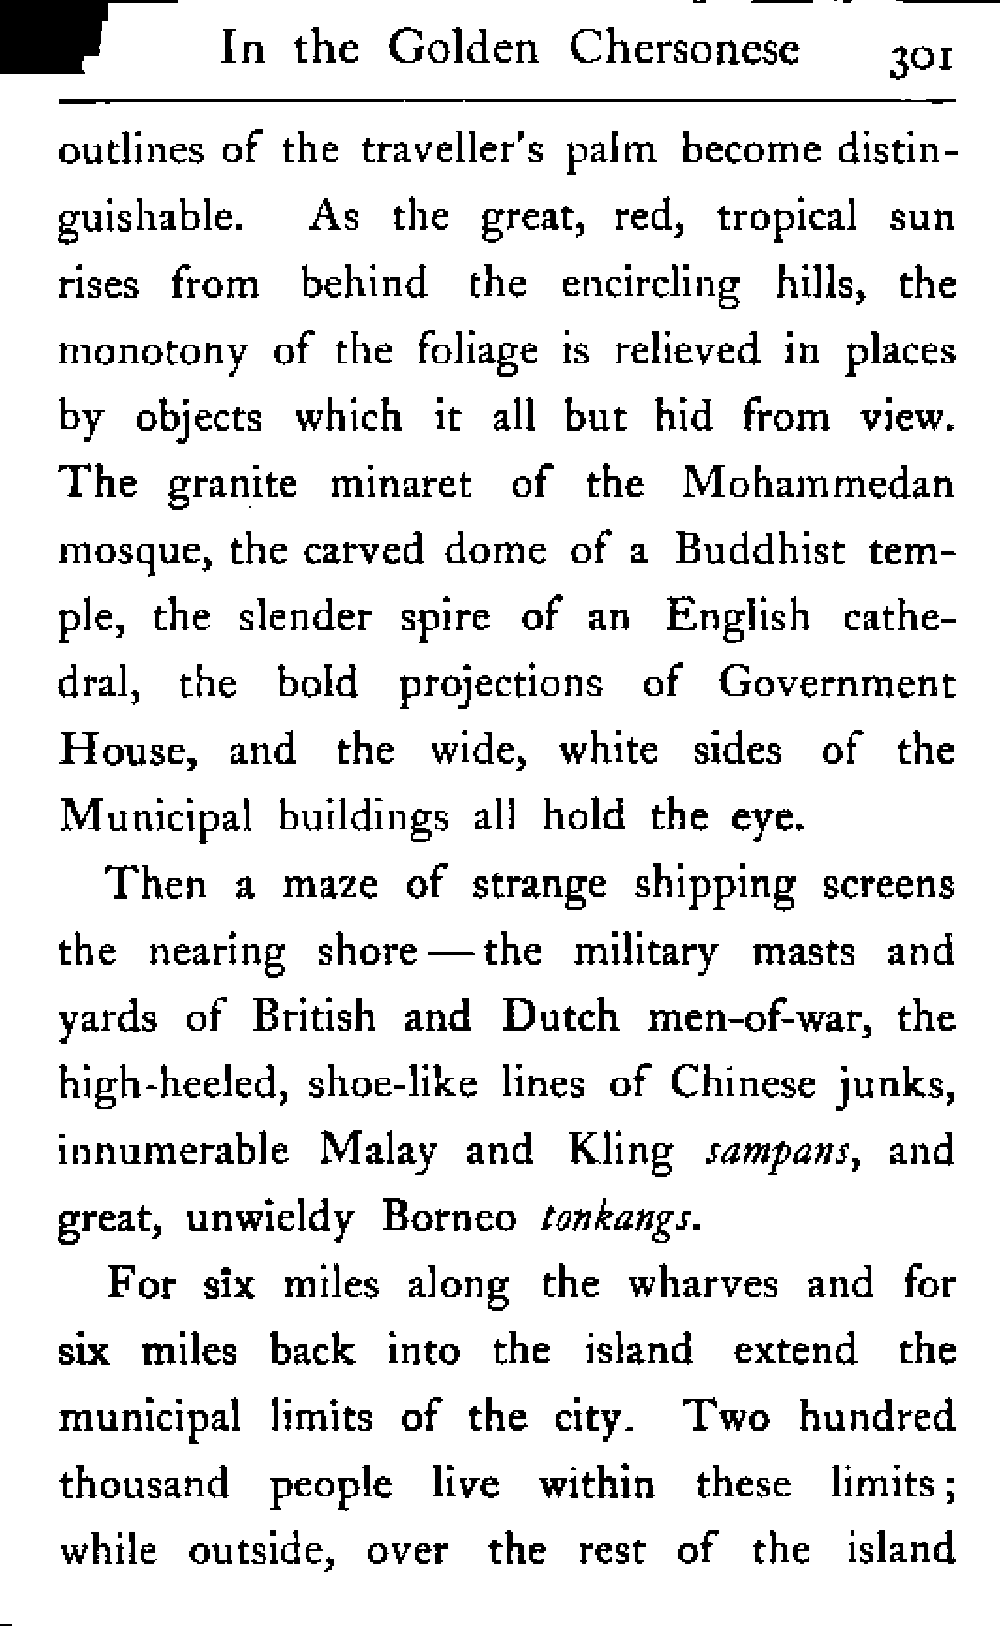 In the Golden Chersonese 301
outlines of the traveller's palm become distin-
guishable. As the great, red, tropical sun
rises from behind the encircling hills, the
monotony of the foliage is relieved in places
by objects which it all but hid from view.
The granite minaret of the Mohammedan
mosque, the carved dome of a Buddhist tem-
ple, the slender spire of an English cathe-
dral, the bold projections of Government
House, and the wide, white sides of the
Municipal buildings all hold the eye.
Then a maze of strange shipping screens
the nearing shore — the military masts and
yards of British and Dutch men-of-war, the
high-heeled, shoe-like lines of Chinese junks,
innumerable Malay and Kling sampans, and
great, unwieldy Borneo tonkangs.
For six miles along the wharves and for
six miles back into the island extend the
municipal limits of the city. Two hundred
thousand people live within these limits;
while outside, over the rest of the island